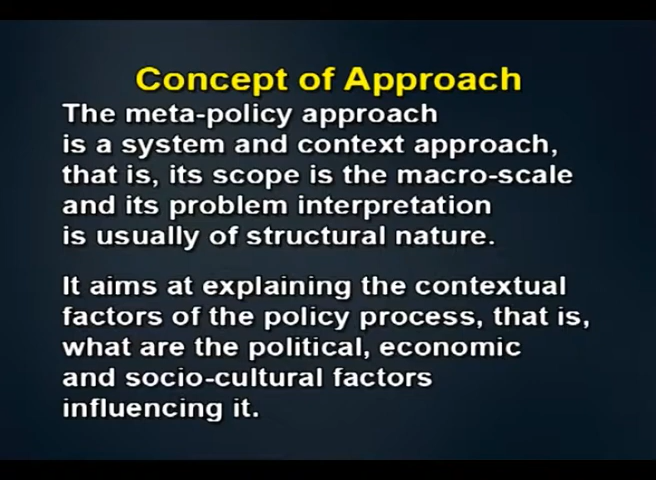 Concept of Approach
The meta-policy approach
is a system and context approach,
that is, its scope is the macro-scale
and its problem interpretation
is usually of structural nature.
It aims at explaining the contextual
factors of the policy process, that is,
what are the political, economic
and socio-cultural factors
influencing it.